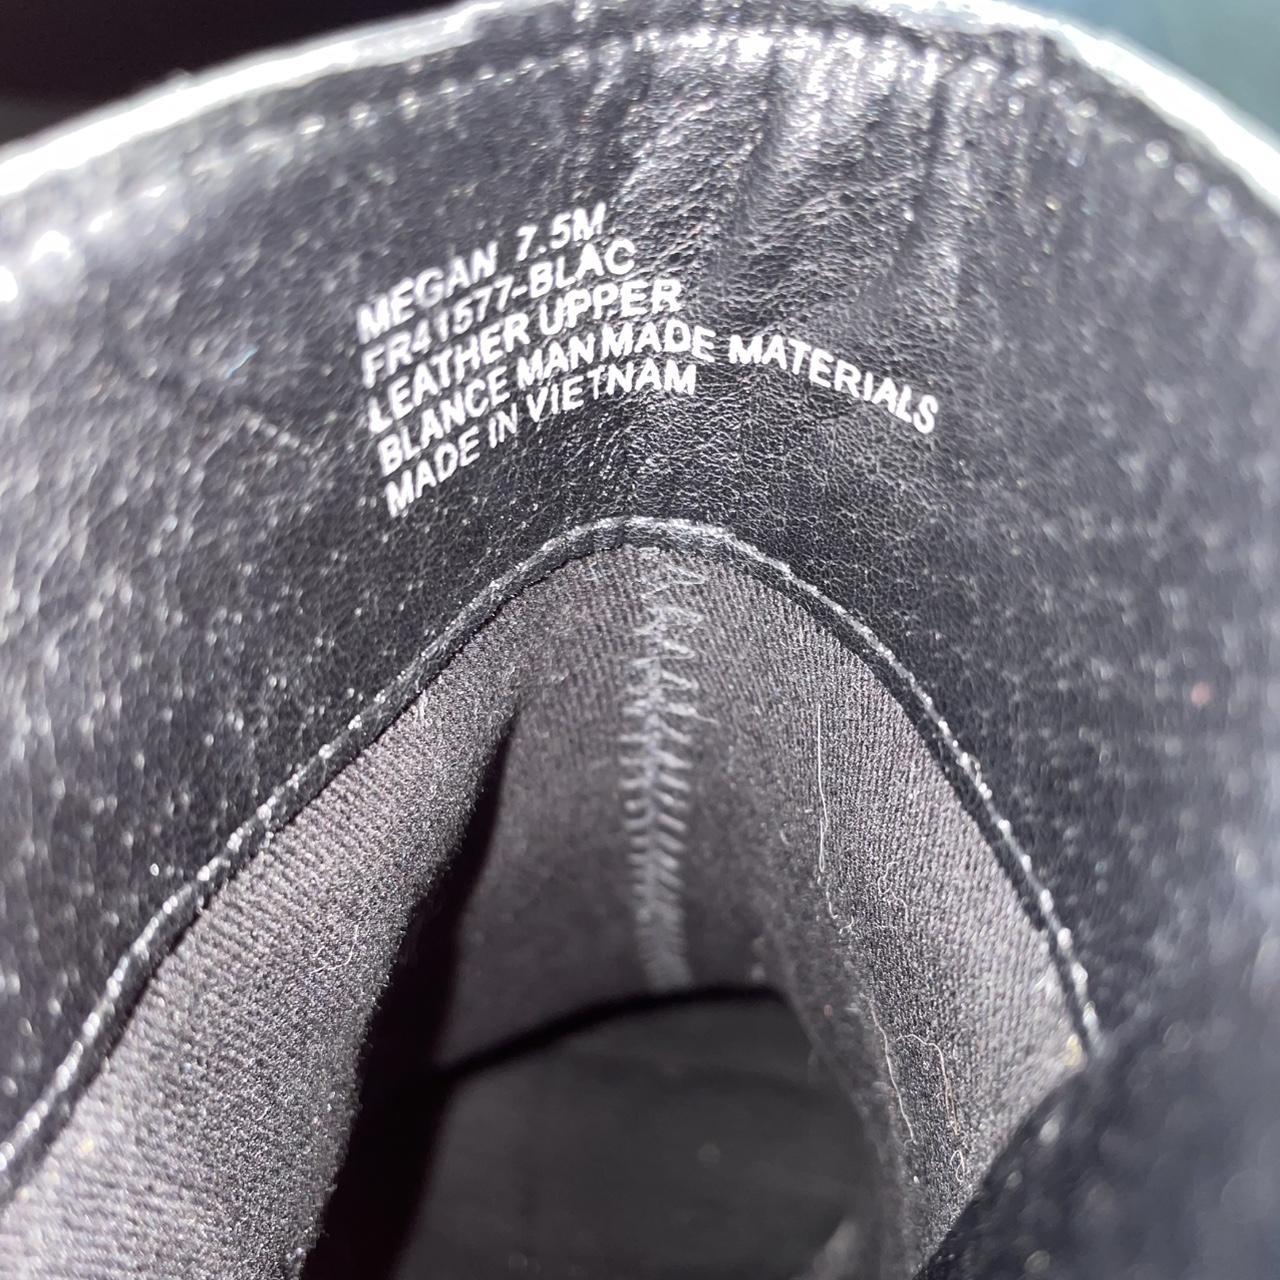 MEGAN 7.5M
FR41577-BLAC
LEATHER UPPER
BLANCE MAN MADE MATERIALS
MADE IN VIETNAM